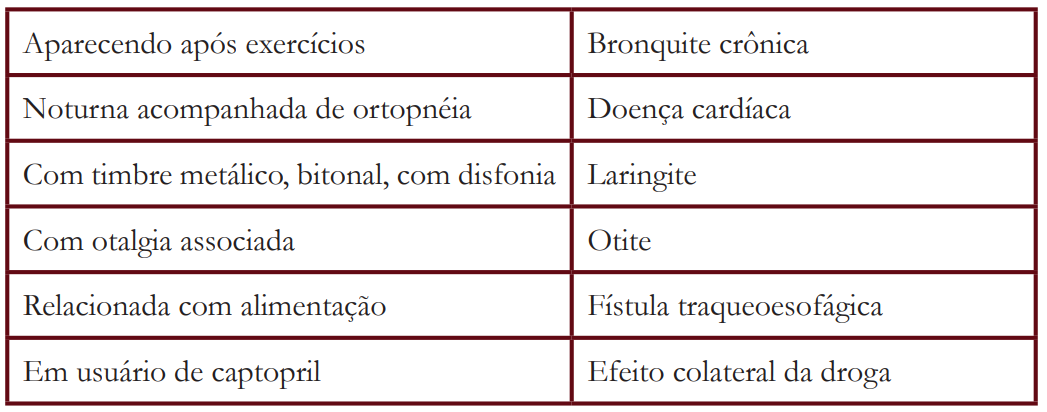 Aparecendo após exercícios Bronquite crônica
Noturna acompanhada de ortopnéia Doença cardíaca
Com timbre metálico, bitonal, com disfonia Laringite
Com otalgia associada Otite
Relacionada com alimentação Fístula traqueoesofágica
Em usuário de captopril Efeito colateral da droga